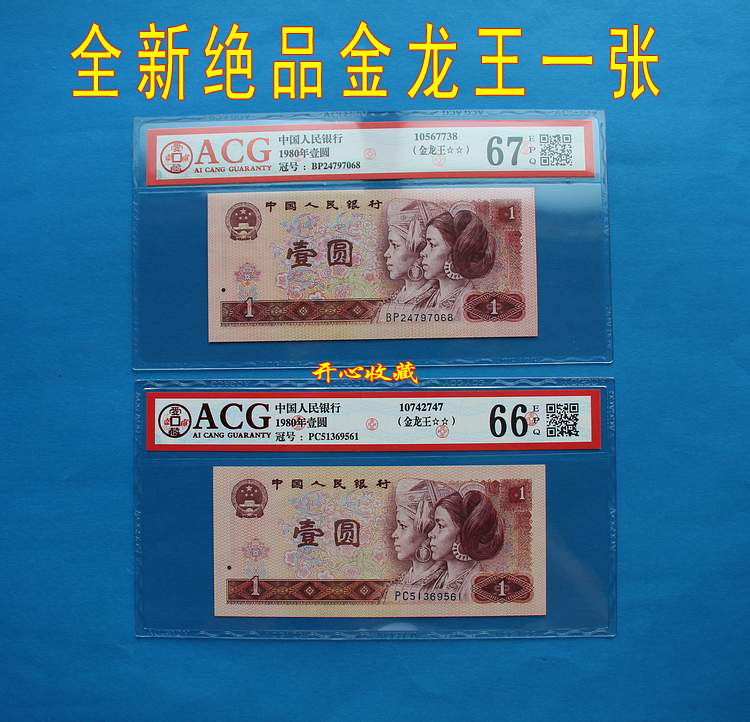 全新绝品金龙王一张
ACG
AI CANG GUARANTY
中国人民银行
1980年壹圆
冠号：BP24797068
10567738
（金龙王☆☆）
67
E
P
Q
中国人民银行
1
壹圆
1
1
BP24797068
开心收藏
ACG
AI CANG GUARANTY
中国人民银行
1980年壹圆
冠号：PC51369561
10742747
（金龙王☆☆）
66
E
P
Q
中国人民银行
1
壹圆
1
1
PC51369561